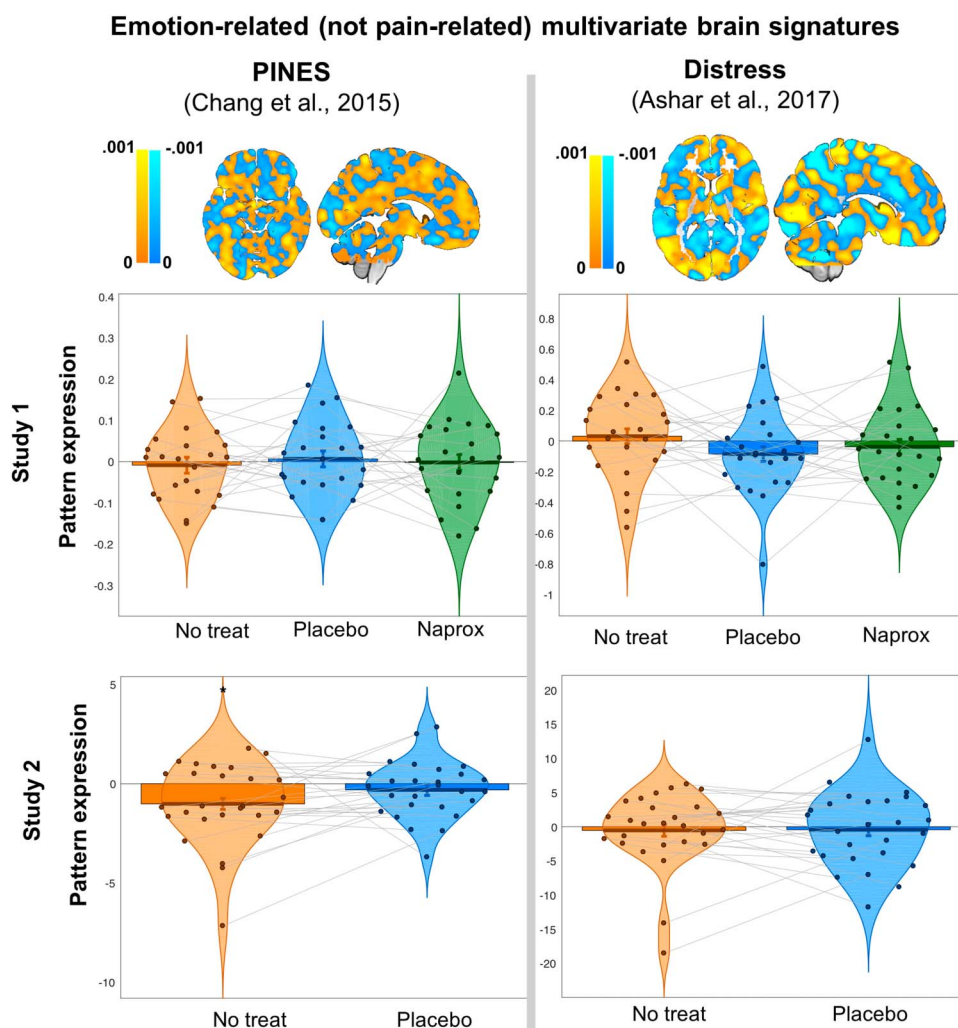 Emotion-related (not pain-related) multivariate brain signatures
PINES
(Chang et al., 2015)
Distress
(Ashar et al., 2017)
.001
-.001
0
0
.001
-.001
0
0
Study 1
Pattern expression
0.4
0.3
0.2
0.1
0
-0.1
-0.2
-0.3
No treat
Placebo
Naprox
0.8
0.6
0.4
0.2
0
-0.2
-0.4
-0.6
-0.8
-1
No treat
Placebo
Naprox
Study 2
Pattern expression
5
0
-5
-10
*
No treat
Placebo
20
15
10
5
0
-5
-10
-15
-20
No treat
Placebo